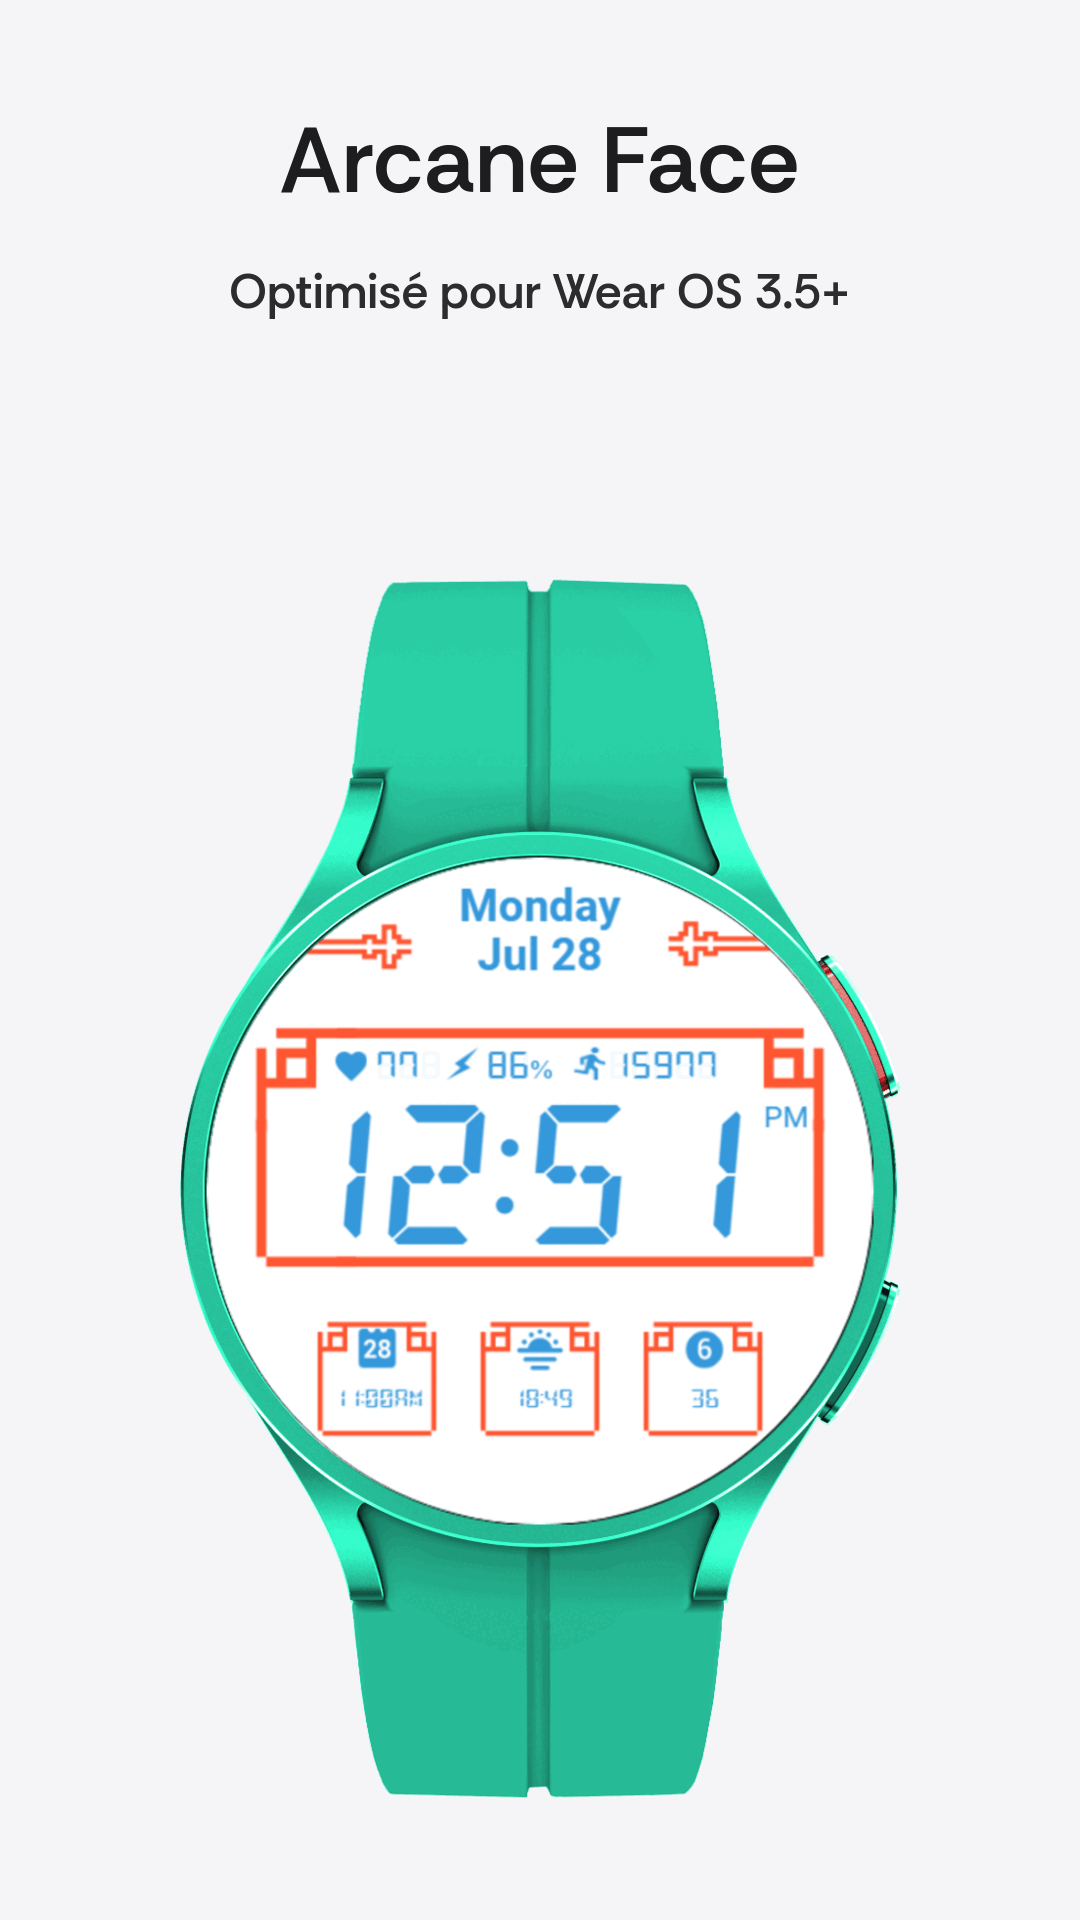 Arcane Face
Optimisé pour Wear OS 3.5+
Monday
Jul 28
77 86% 15977
12:51 PM
28 6
11:00AM 18:49 36